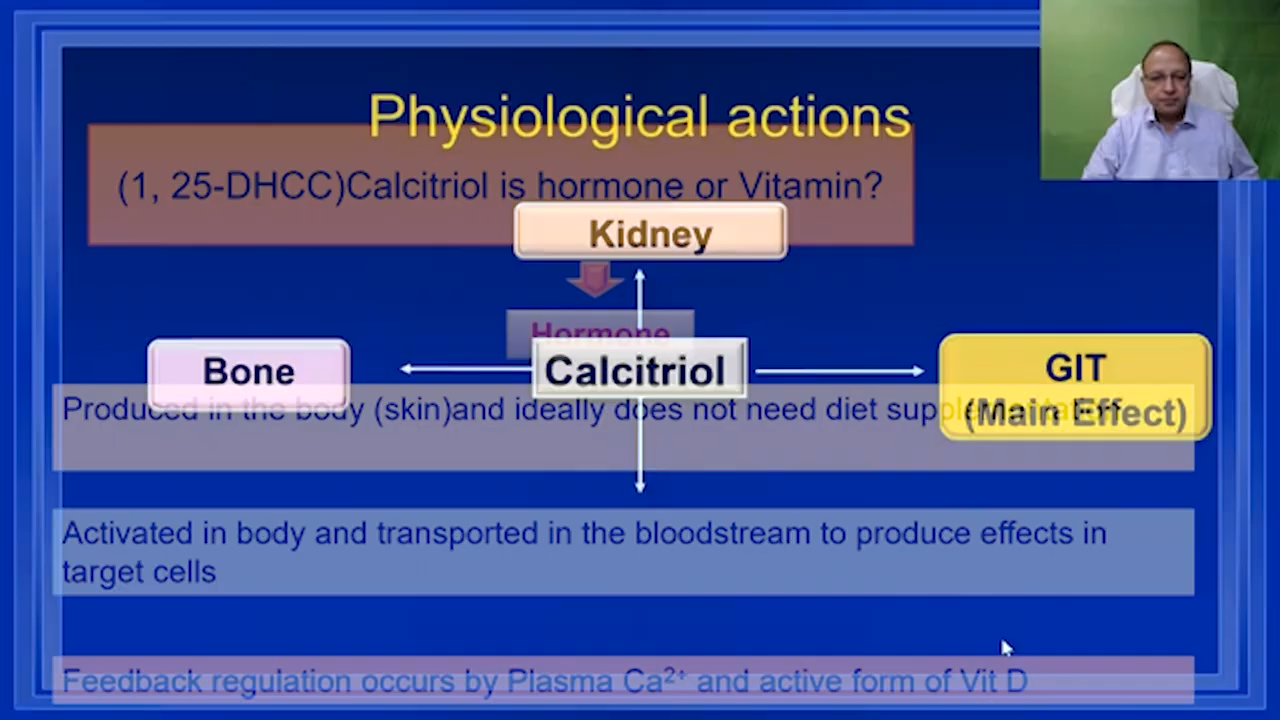 Physiological actions
(1, 25-DHCC)Calcitriol is hormone or Vitamin?
Kidney
Hormone
Bone
Calcitriol
GIT
(Main Effect)
Produced in the body (skin)and ideally does not need diet
Activated in body and transported in the bloodstream to produce effects in
target cells
Feedback regulation occurs by Plasma Ca²⁺ and active form of Vit D